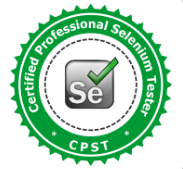 Certified Professional Selenium Tester
Se
CPST